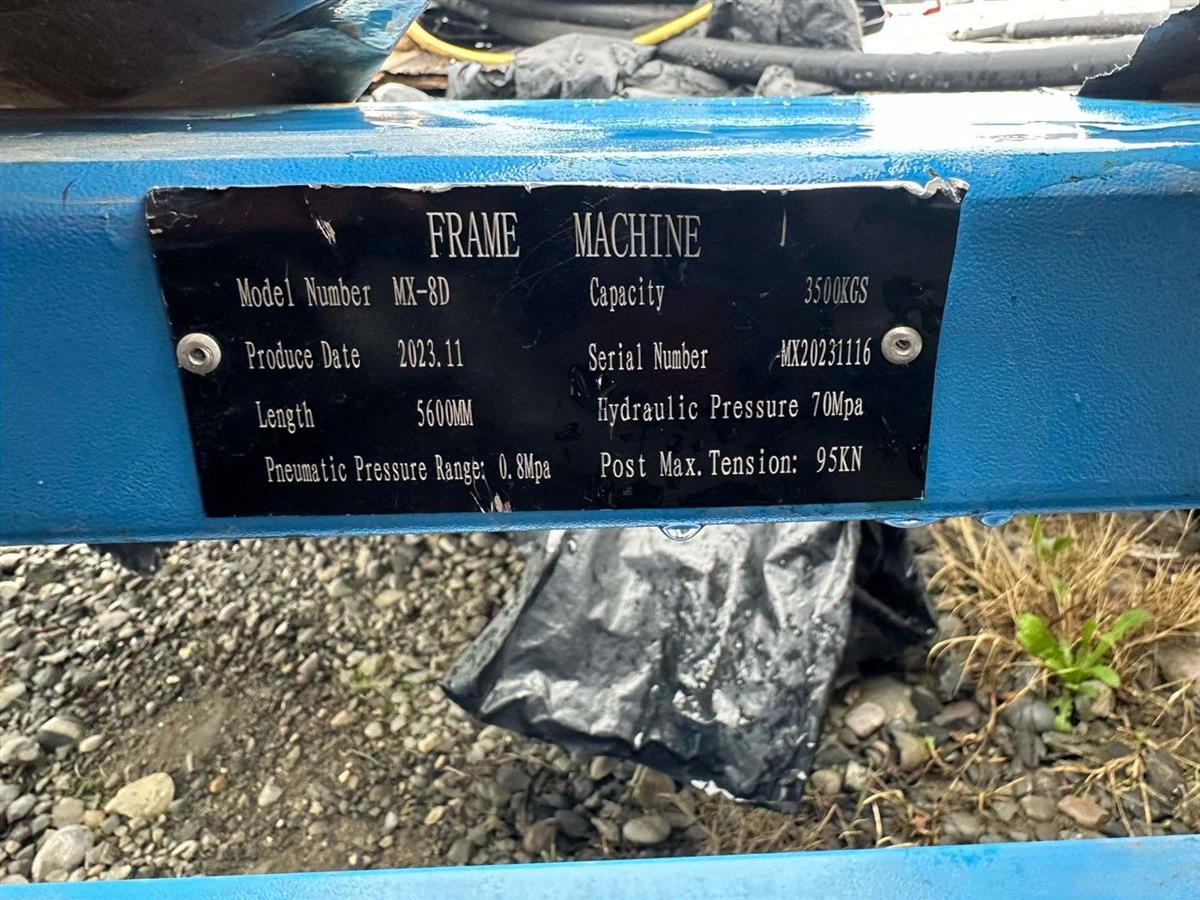 FRAME MACHINE
Model Number MX-8D Capacity 3500KGS
Produce Date 2023.11 Serial Number MX20231116
Length 5600MM Hydraulic Pressure 70Mpa
Pneumatic Pressure Range: 0.8Mpa Post Max. Tension: 95KN